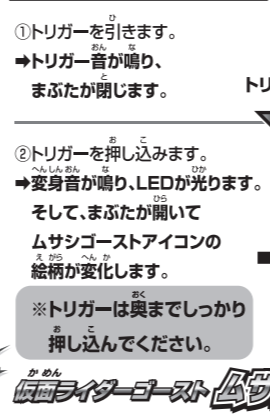 ①トリガーを引きます。
➡トリガー音が鳴り、
まぶたが閉じます。
トリ
②トリガーを押し込みます。
➡変身音が鳴り、LEDが光ります。
そして、まぶたが開いて
ムサシゴーストアイコンの
絵柄が変化します。
※トリガーは奥までしっかり
押し込んでください。
仮面ライダーゴースト ムサ